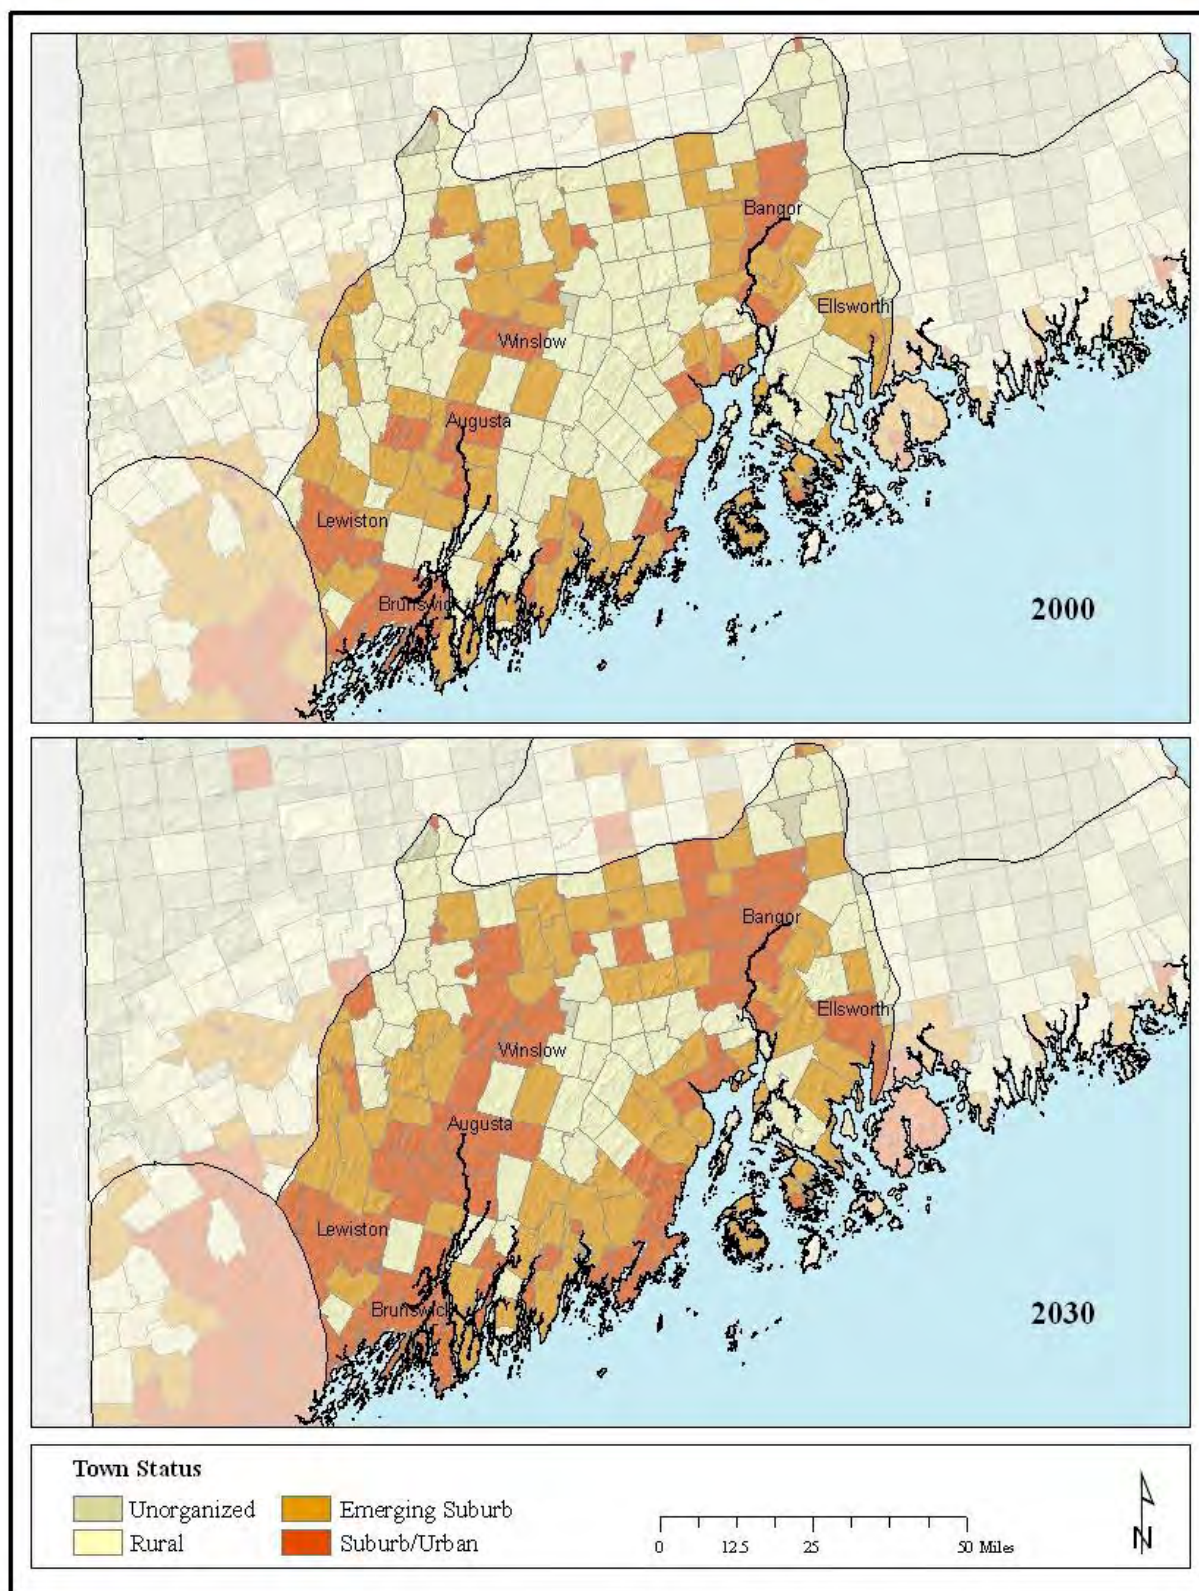 Bangor
Ellsworth
Winslow
Augusta
Lewiston
Brunswick
2000
Bangor
Ellsworth
Winslow
Augusta
Lewiston
Brunswick
2030
Town Status
Unorganized
Emerging Suburb
Rural
Suburb/Urban
0 12.5 25 50 Miles
N